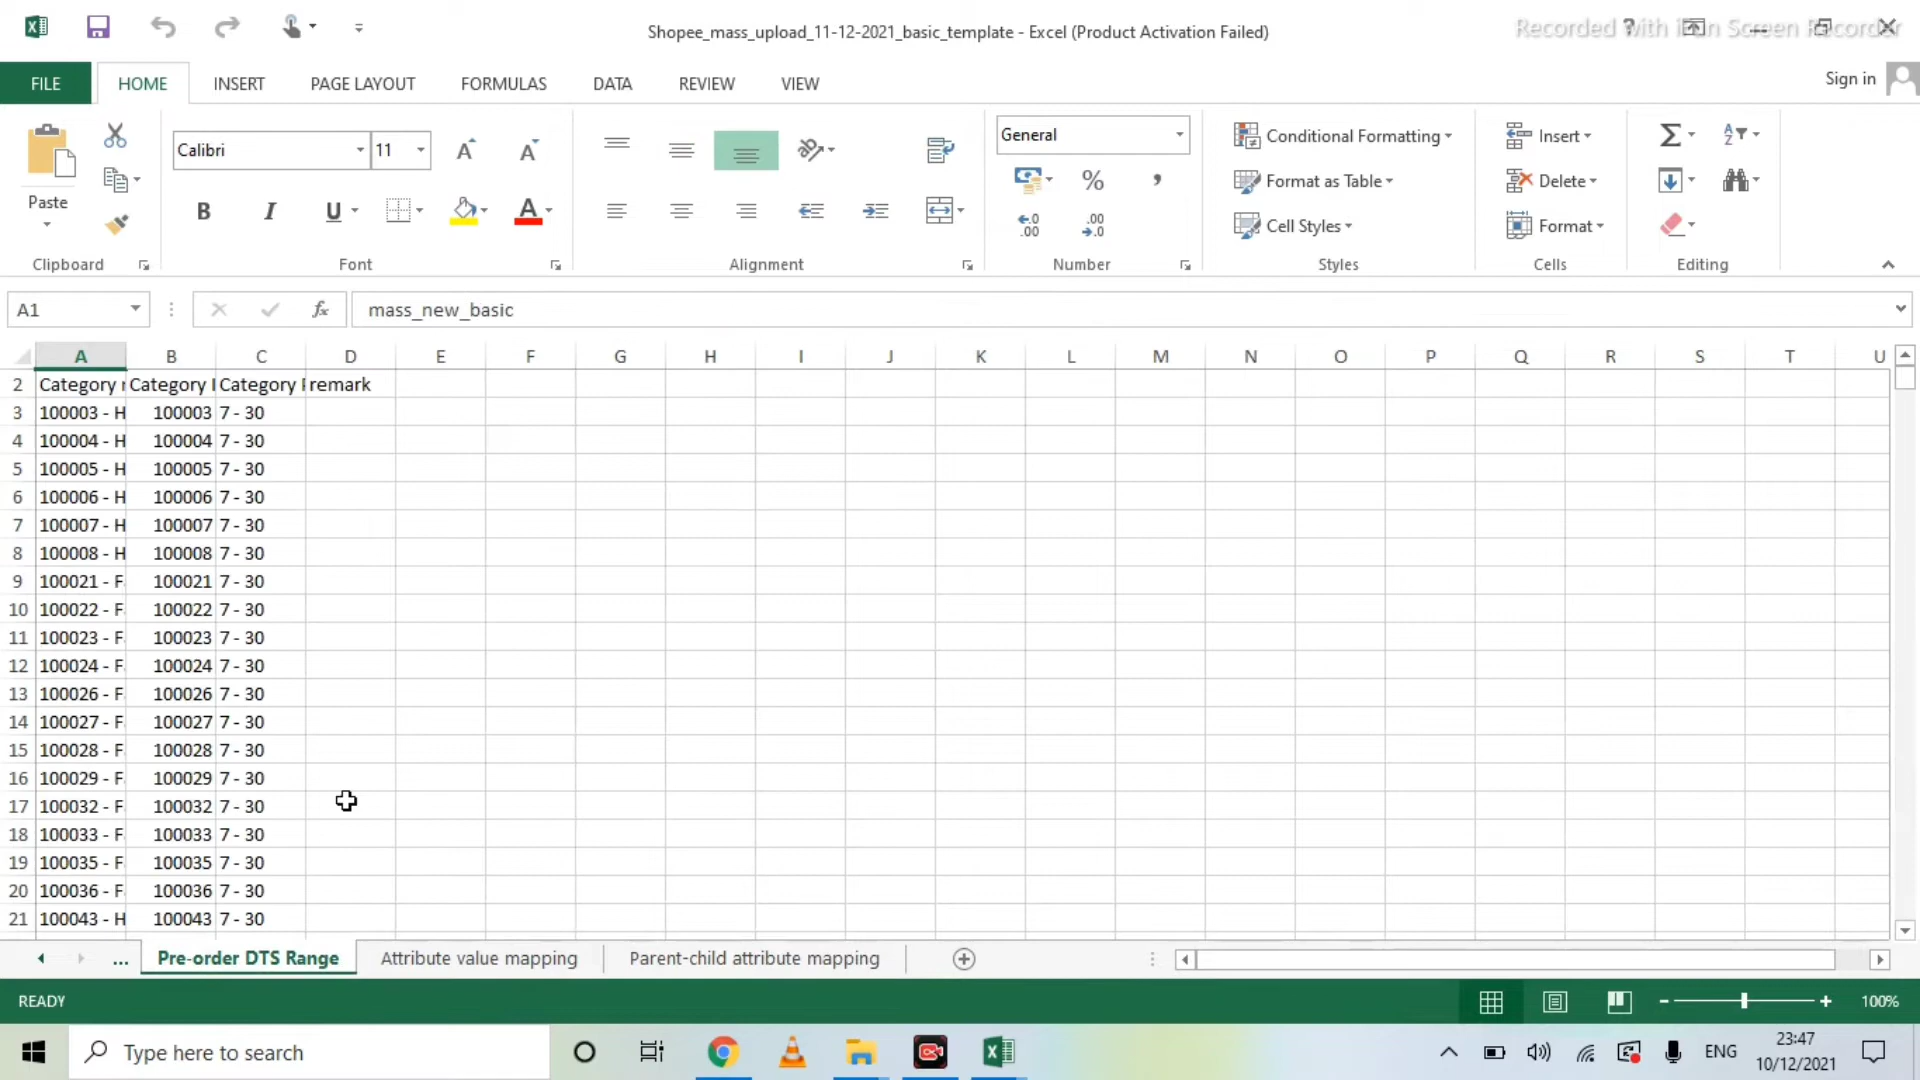 Shopee_mass_upload_11-12-2021_basic_template - Excel (Product Activation Failed)
Recorded with iFun Screen Recorder
FILE HOME INSERT PAGE LAYOUT FORMULAS DATA REVIEW VIEW Sign in
Calibri 11 General
Paste
B I U A
% ,
Conditional Formatting
Format as Table
Cell Styles
Insert
Delete
Format
Clipboard Font Alignment Number Styles Cells Editing
A1 fx mass_new_basic
A B C D E F G H I J K L M N O P Q R S T U
2 Category Category Category remark
3 100003 - H 100003 7 - 30
4 100004 - H 100004 7 - 30
5 100005 - H 100005 7 - 30
6 100006 - H 100006 7 - 30
7 100007 - H 100007 7 - 30
8 100008 - H 100008 7 - 30
9 100021 - F 100021 7 - 30
10 100022 - F 100022 7 - 30
11 100023 - F 100023 7 - 30
12 100024 - F 100024 7 - 30
13 100026 - F 100026 7 - 30
14 100027 - F 100027 7 - 30
15 100028 - F 100028 7 - 30
16 100029 - F 100029 7 - 30
17 100032 - F 100032 7 - 30
18 100033 - F 100033 7 - 30
19 100035 - F 100035 7 - 30
20 100036 - F 100036 7 - 30
21 100043 - H 100043 7 - 30
... Pre-order DTS Range Attribute value mapping Parent-child attribute mapping
READY 100%
Type here to search
ENG
23:47
10/12/2021